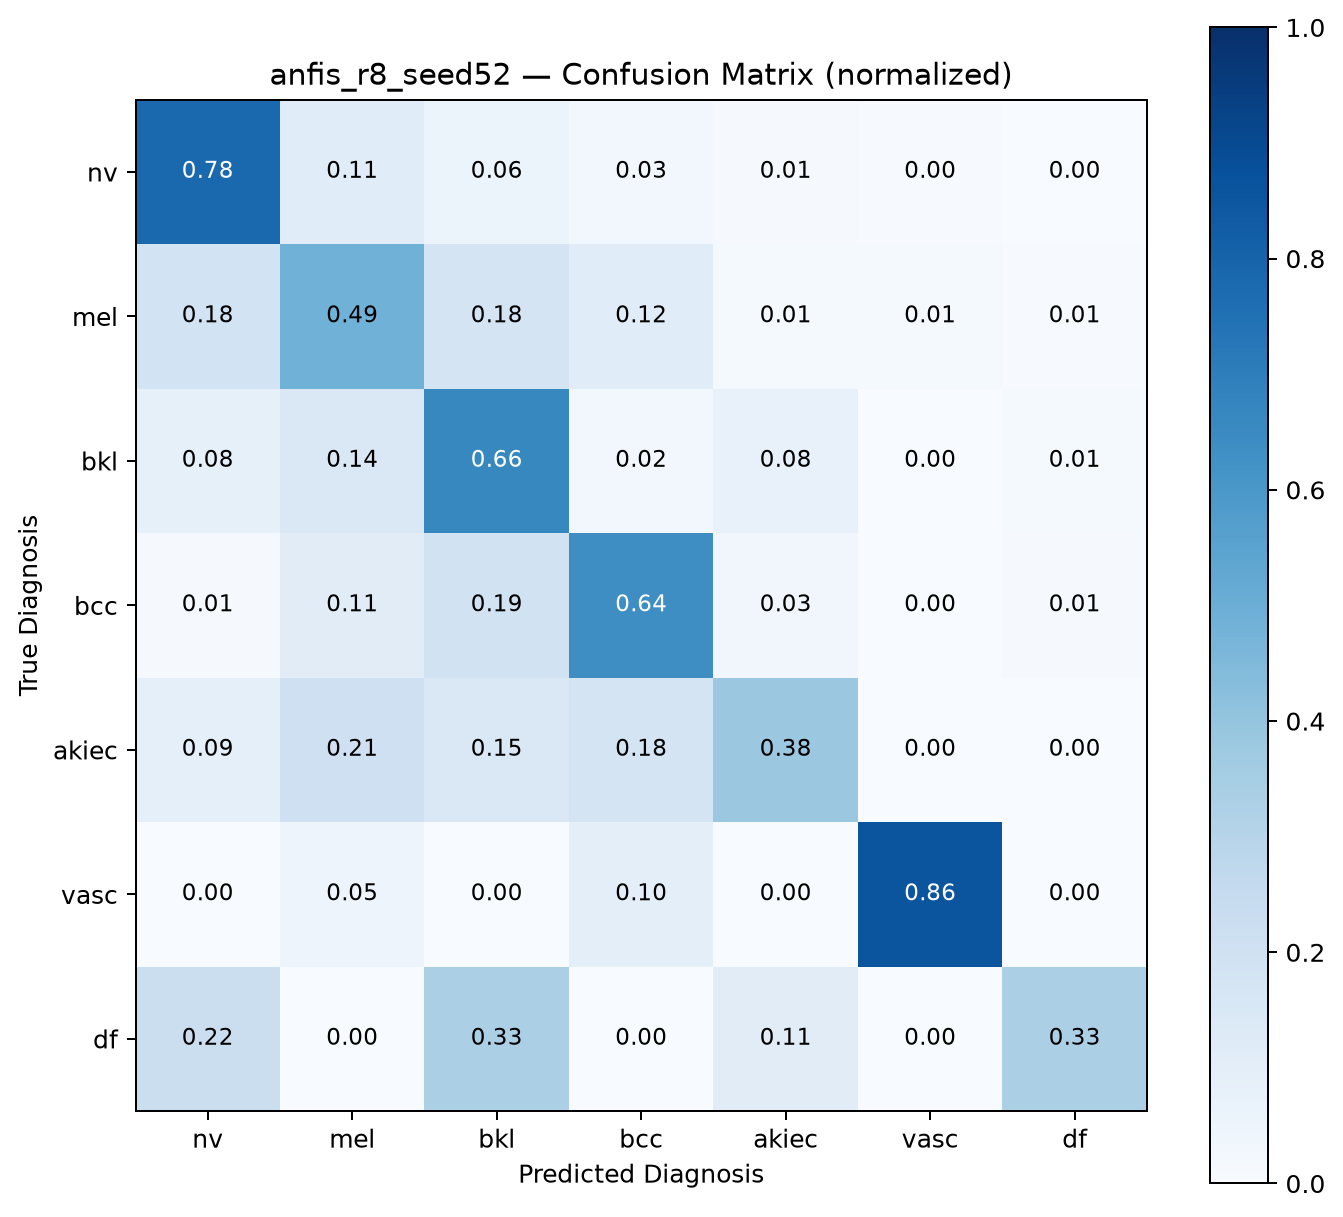 anfis_r8_seed52 — Confusion Matrix (normalized)
1.0
0.8
0.6
0.4
0.2
0.0
True Diagnosis
nv 0.78 0.11 0.06 0.03 0.01 0.00 0.00
mel 0.18 0.49 0.18 0.12 0.01 0.01 0.01
bkl 0.08 0.14 0.66 0.02 0.08 0.00 0.01
bcc 0.01 0.11 0.19 0.64 0.03 0.00 0.01
akiec 0.09 0.21 0.15 0.18 0.38 0.00 0.00
vasc 0.00 0.05 0.00 0.10 0.00 0.86 0.00
df 0.22 0.00 0.33 0.00 0.11 0.00 0.33
nv mel bkl bcc akiec vasc df
Predicted Diagnosis